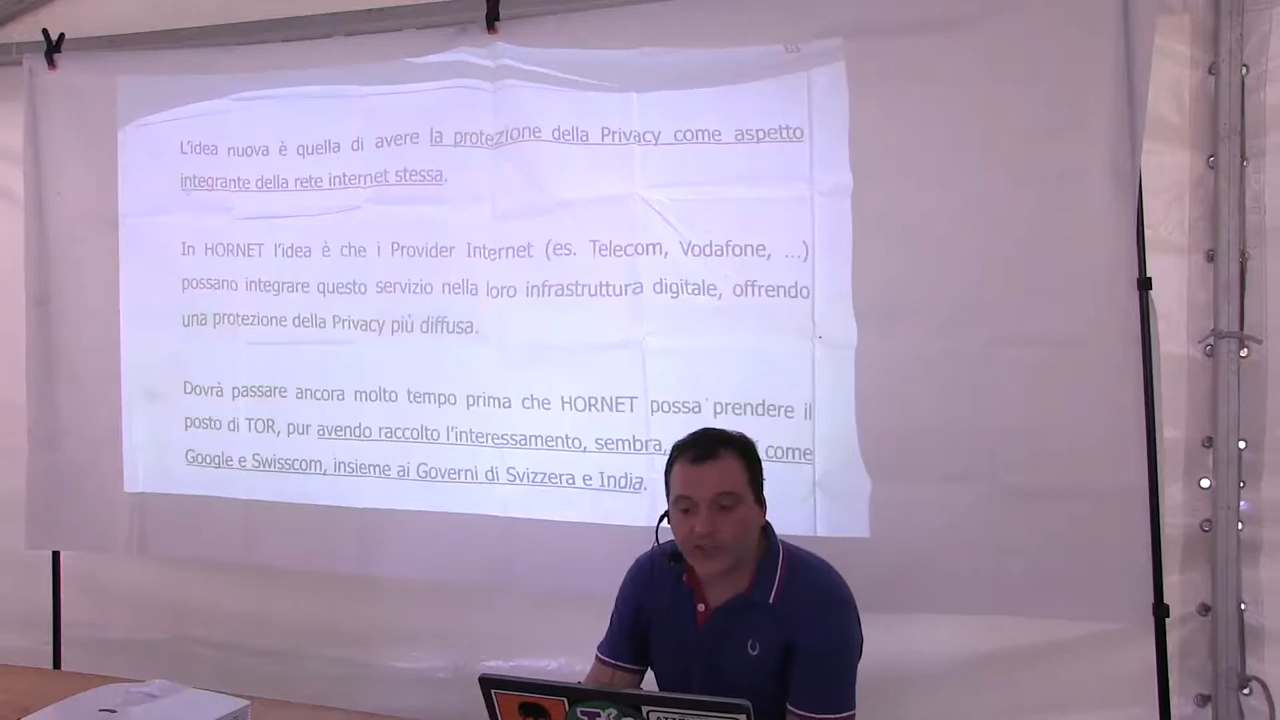 63
L'idea nuova è quella di avere la protezione della Privacy come aspetto
integrante della rete internet stessa.
In HORNET l'idea è che i Provider Internet (es. Telecom, Vodafone, ...)
possano integrare questo servizio nella loro infrastruttura digitale, offrendo
una protezione della Privacy più diffusa.
Dovrà passare ancora molto tempo prima che HORNET possa prendere il
posto di TOR, pur avendo raccolto l'interessamento, sembra, come
Google e Swisscom, insieme ai Governi di Svizzera e India.